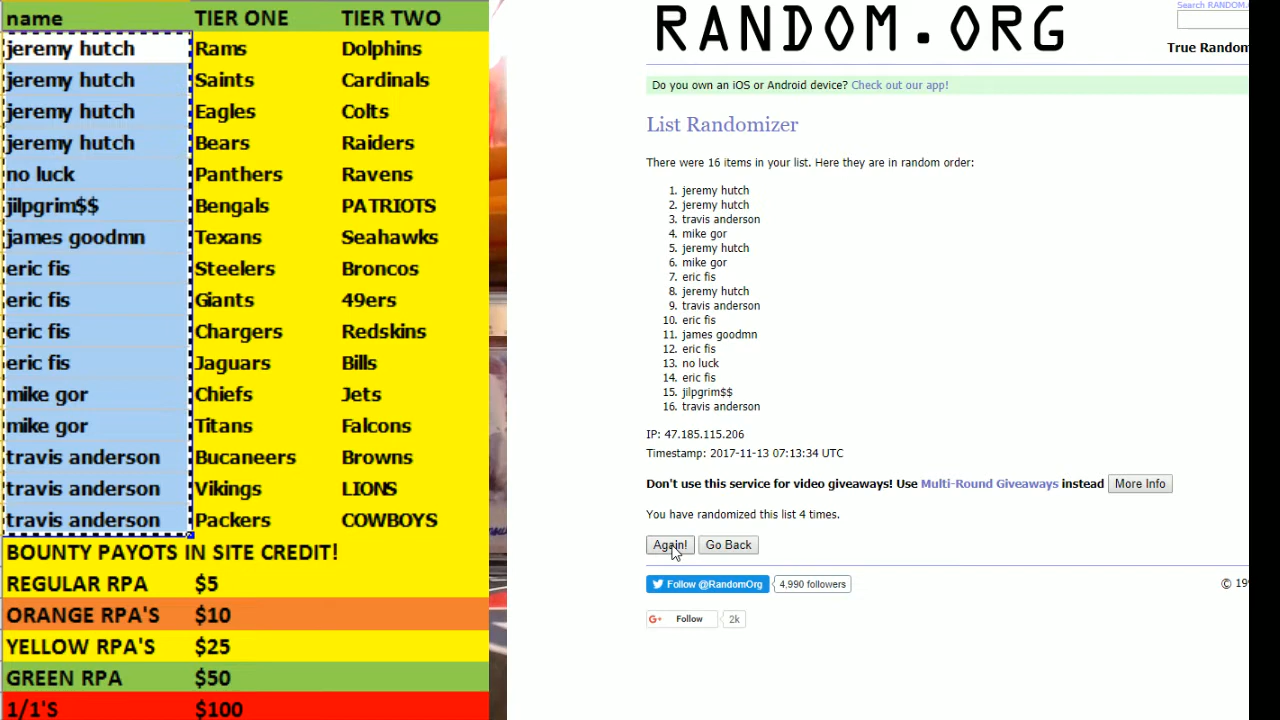 name TIER ONE TIER TWO
jeremy hutch Rams Dolphins
jeremy hutch Saints Cardinals
jeremy hutch Eagles Colts
jeremy hutch Bears Raiders
no luck Panthers Ravens
jilpgrim$$ Bengals PATRIOTS
james goodmn Texans Seahawks
eric fis Steelers Broncos
eric fis Giants 49ers
eric fis Chargers Redskins
eric fis Jaguars Bills
mike gor Chiefs Jets
mike gor Titans Falcons
travis anderson Bucaneers Browns
travis anderson Vikings LIONS
travis anderson Packers COWBOYS
BOUNTY PAYOTS IN SITE CREDIT!
REGULAR RPA $5
ORANGE RPA'S $10
YELLOW RPA'S $25
GREEN RPA $50
1/1'S $100
Search RANDOM.
RANDOM.ORG
True Random
Do you own an iOS or Android device? Check out our app!
List Randomizer
There were 16 items in your list. Here they are in random order:
1. jeremy hutch
2. jeremy hutch
3. travis anderson
4. mike gor
5. jeremy hutch
6. mike gor
7. eric fis
8. jeremy hutch
9. travis anderson
10. eric fis
11. james goodmn
12. eric fis
13. no luck
14. eric fis
15. jilpgrim$$
16. travis anderson
IP: 47.185.115.206
Timestamp: 2017-11-13 07:13:34 UTC
Don't use this service for video giveaways! Use Multi-Round Giveaways instead More Info
You have randomized this list 4 times.
Again! Go Back
Follow @RandomOrg 4,990 followers
© 199
G+ Follow 2k